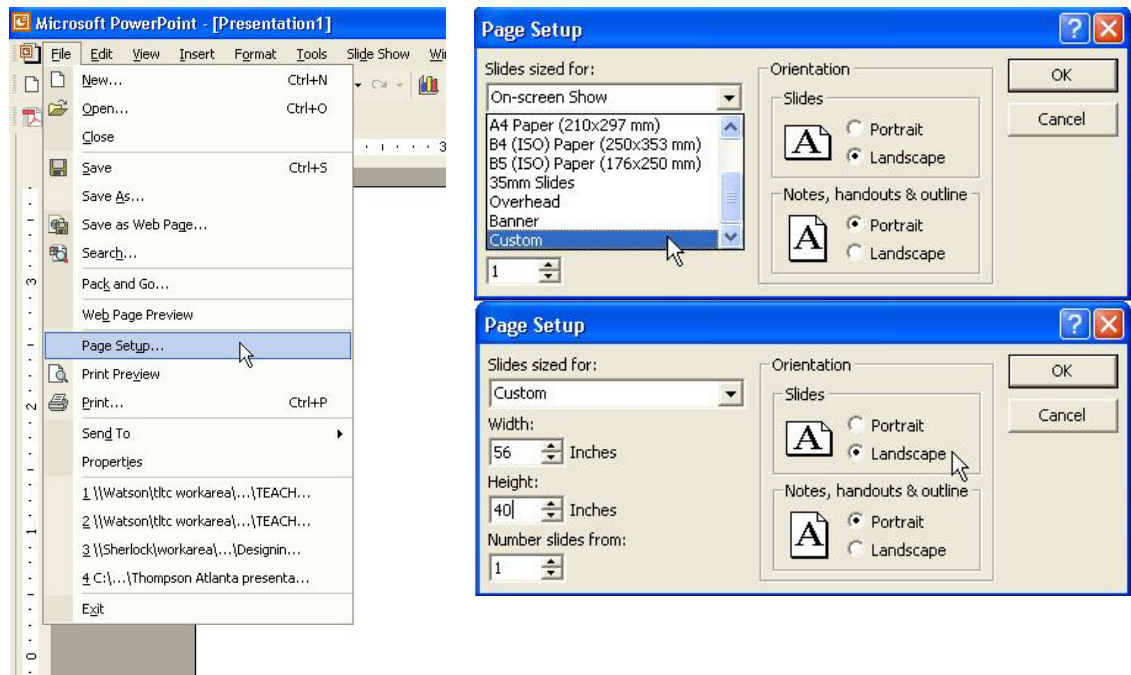 Microsoft PowerPoint - [Presentation1]
File Edit View Insert Format Tools Slide Show
New... Ctrl+N
Open... Ctrl+O
Close
Save Ctrl+S
Save As...
Save as Web Page...
Search...
Pack and Go...
Web Page Preview
Page Setup...
Print Preview
Print... Ctrl+P
Send To
Properties
1 \\Watson\tltc workarea\...\TEACH...
2 \\Watson\tltc workarea\...\TEACH...
3 \\Sherlock\workarea\...\Designin...
4 C:\...\Thompson Atlanta presenta...
Exit
3
3
2
1
0
Page Setup
Slides sized for:
On-screen Show
A4 Paper (210x297 mm)
B4 (ISO) Paper (250x353 mm)
B5 (ISO) Paper (176x250 mm)
35mm Slides
Overhead
Banner
Custom
1
Orientation
Slides
A
Portrait
Landscape
Notes, handouts & outline
A
Portrait
Landscape
OK
Cancel
Page Setup
Slides sized for:
Custom
Width:
56 Inches
Height:
40 Inches
Number slides from:
1
Orientation
Slides
A
Portrait
Landscape
Notes, handouts & outline
A
Portrait
Landscape
OK
Cancel